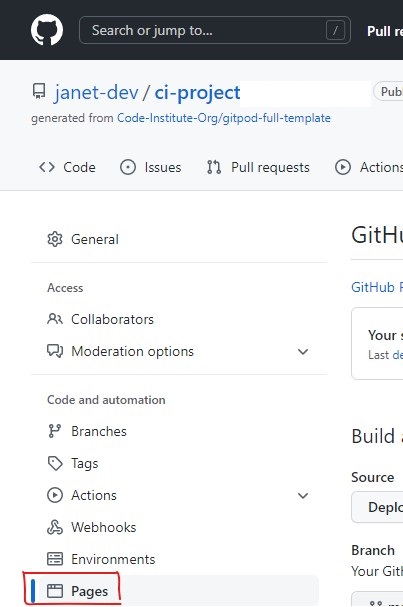 Search or jump to... / Pull re
janet-dev / ci-project Publ
generated from Code-Institute-Org/gitpod-full-template
Code Issues Pull requests Actions
General
GitHu
Access
GitHub P
Collaborators
Your s
Moderation options
Last de
Code and automation
Branches
Build a
Tags
Source
Actions
Deplo
Webhooks
Environments
Branch
Your Gith
Pages